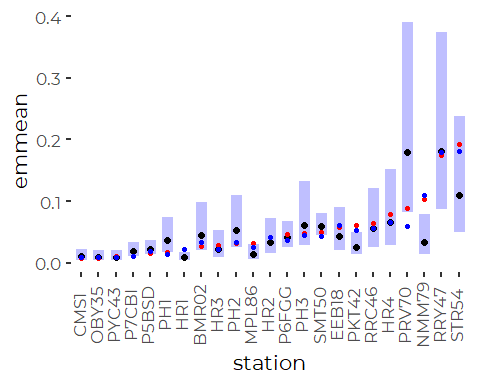 0.4
0.3
0.2
0.1
0.0
emmean
CMS1
OBY35
PYC43
P7CBI
P5BSD
PH1
HR1
BMR02
HR3
PH2
MPL86
HR2
P6FGG
PH3
SMT50
EEB18
PKT42
RRC46
HR4
PRV70
NMM79
RRY47
STR54
station